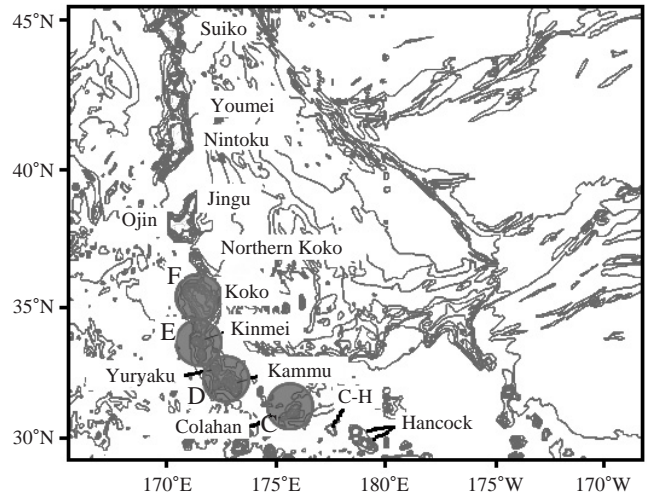 45°N
Suiko
Youmei
Nintoku
40°N
Jingu
Ojin
Northern Koko
F
Koko
35°N
E
Kinmei
Yuryaku
Kammu
D
C-H
Colahan
C
Hancock
30°N
170°E
175°E
180°E
175°W
170°W